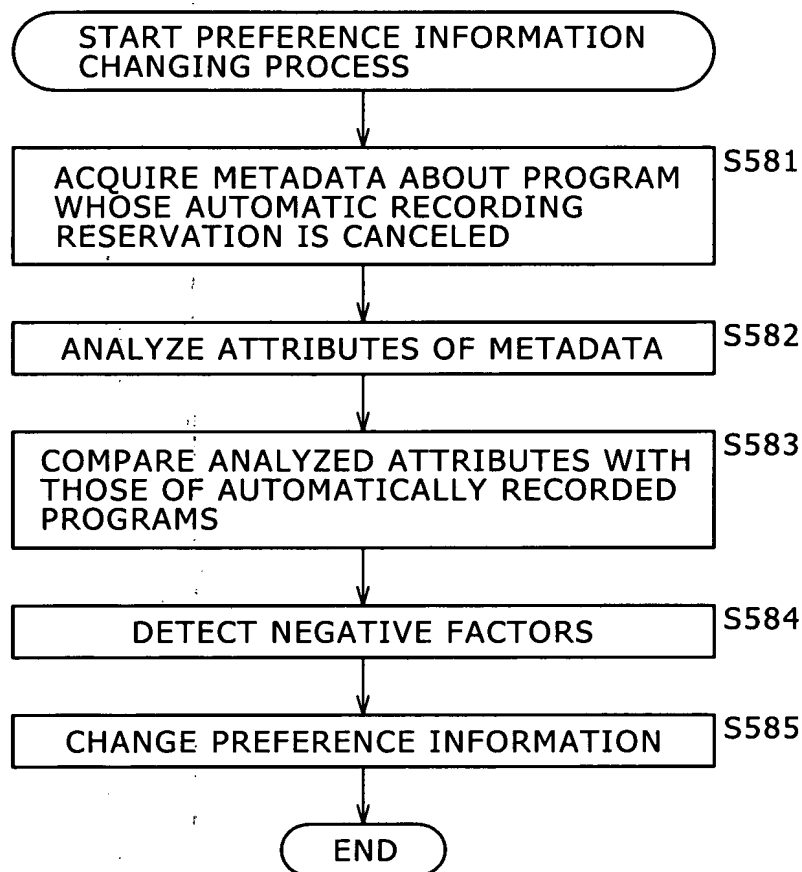 START PREFERENCE INFORMATION
CHANGING PROCESS
S581
ACQUIRE METADATA ABOUT PROGRAM
WHOSE AUTOMATIC RECORDING
RESERVATION IS CANCELED
S582
ANALYZE ATTRIBUTES OF METADATA
S583
COMPARE ANALYZED ATTRIBUTES WITH
THOSE OF AUTOMATICALLY RECORDED
PROGRAMS
S584
DETECT NEGATIVE FACTORS
S585
CHANGE PREFERENCE INFORMATION
END